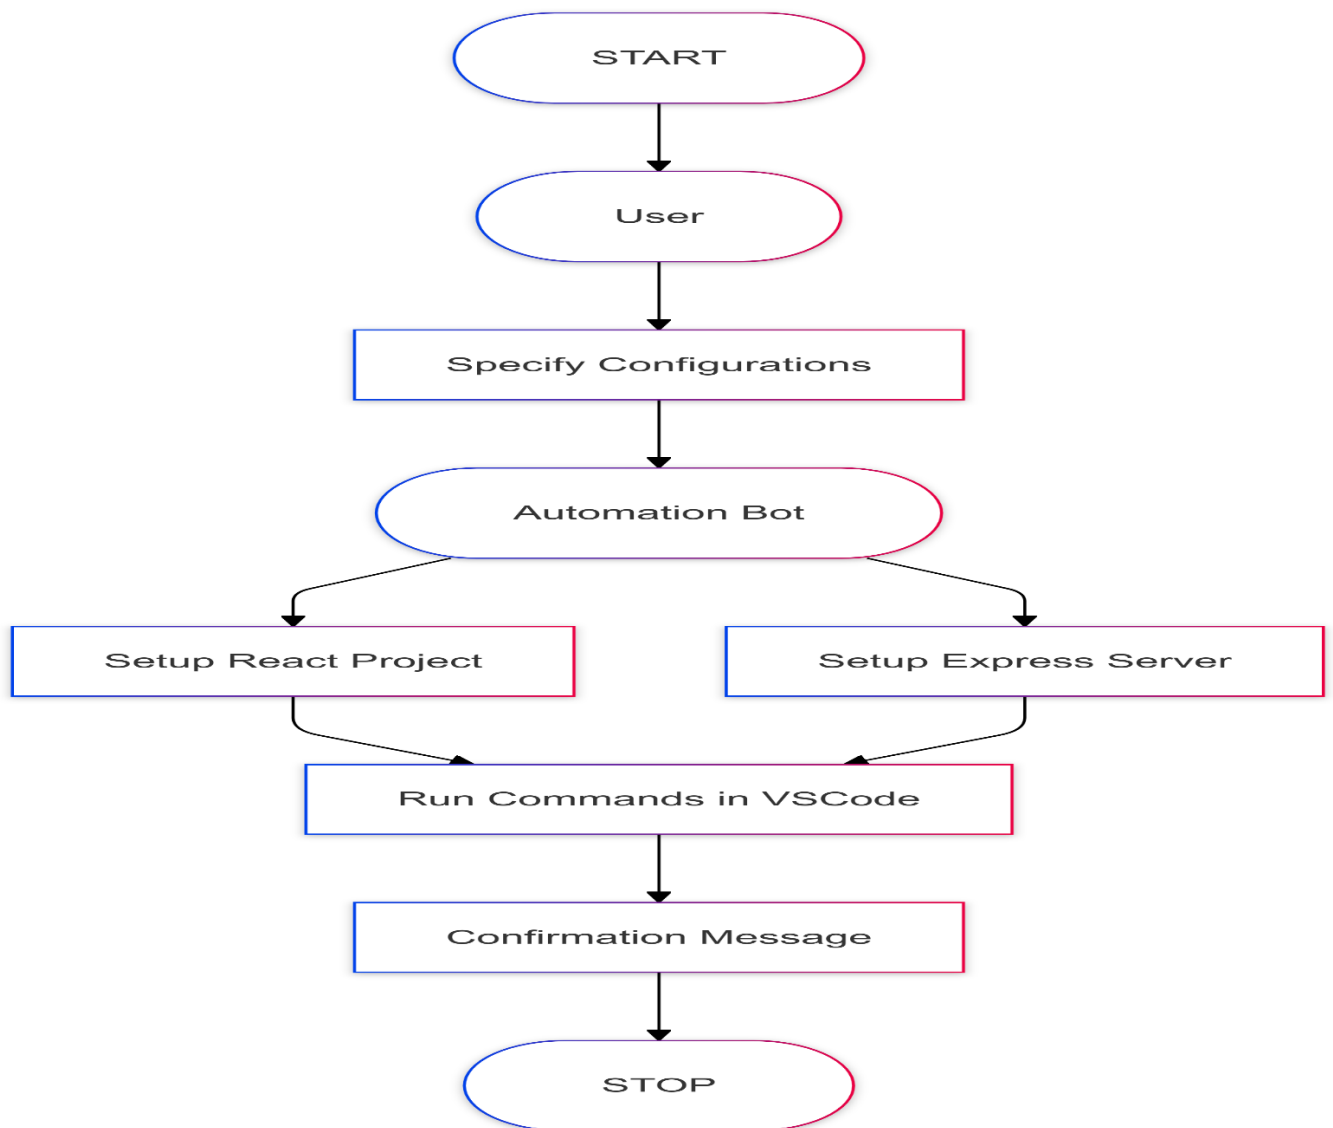 START
User
Specify Configurations
Automation Bot
Setup React Project
Setup Express Server
Run Commands in VSCode
Confirmation Message
STOP